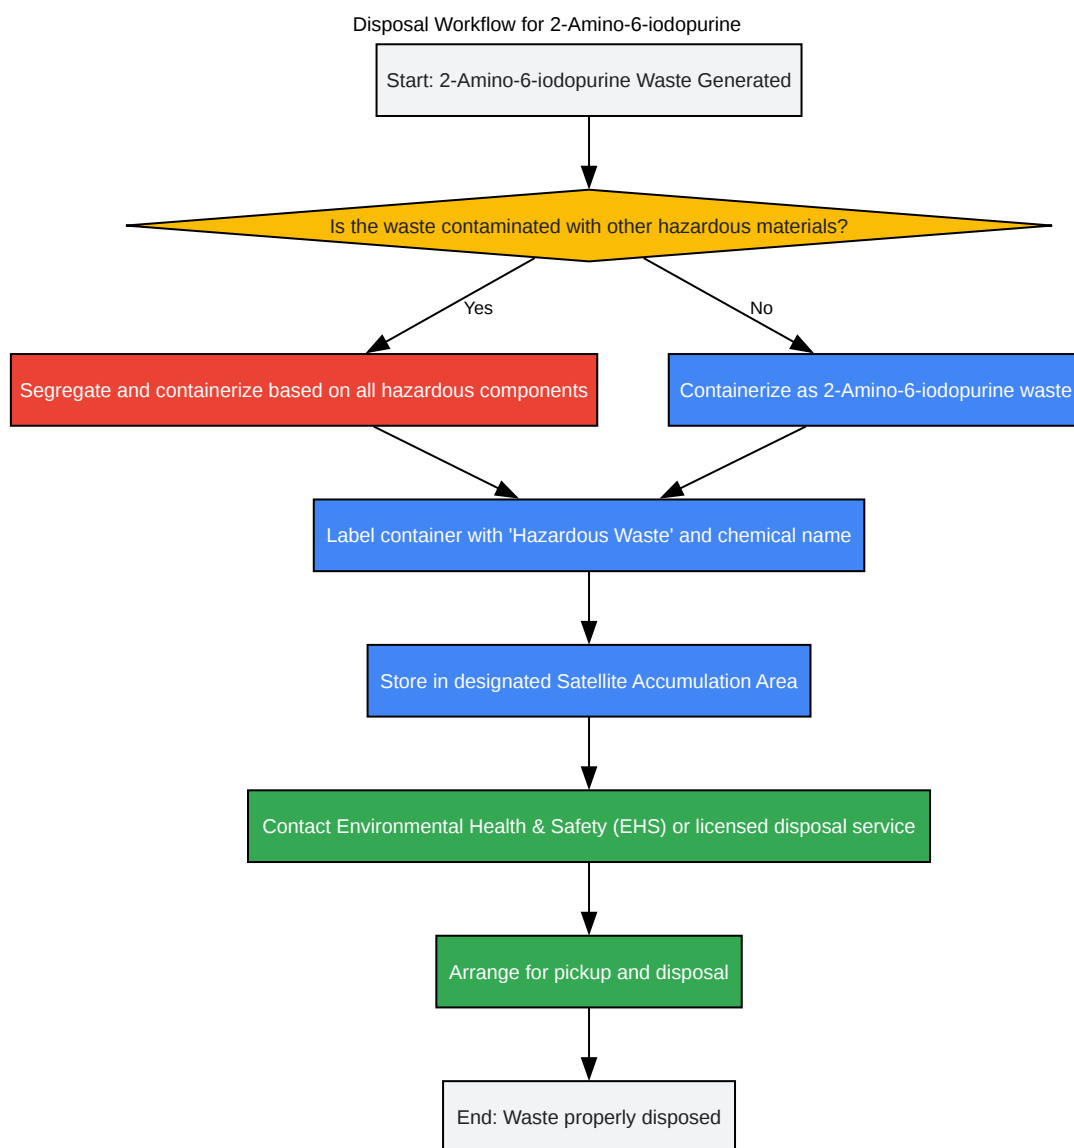 Disposal Workflow for 2-Amino-6-iodopurine
Start: 2-Amino-6-iodopurine Waste Generated
Is the waste contaminated with other hazardous materials?
Yes
No
Segregate and containerize based on all hazardous components
Containerize as 2-Amino-6-iodopurine waste
Label container with 'Hazardous Waste' and chemical name
Store in designated Satellite Accumulation Area
Contact Environmental Health & Safety (EHS) or licensed disposal service
Arrange for pickup and disposal
End: Waste properly disposed